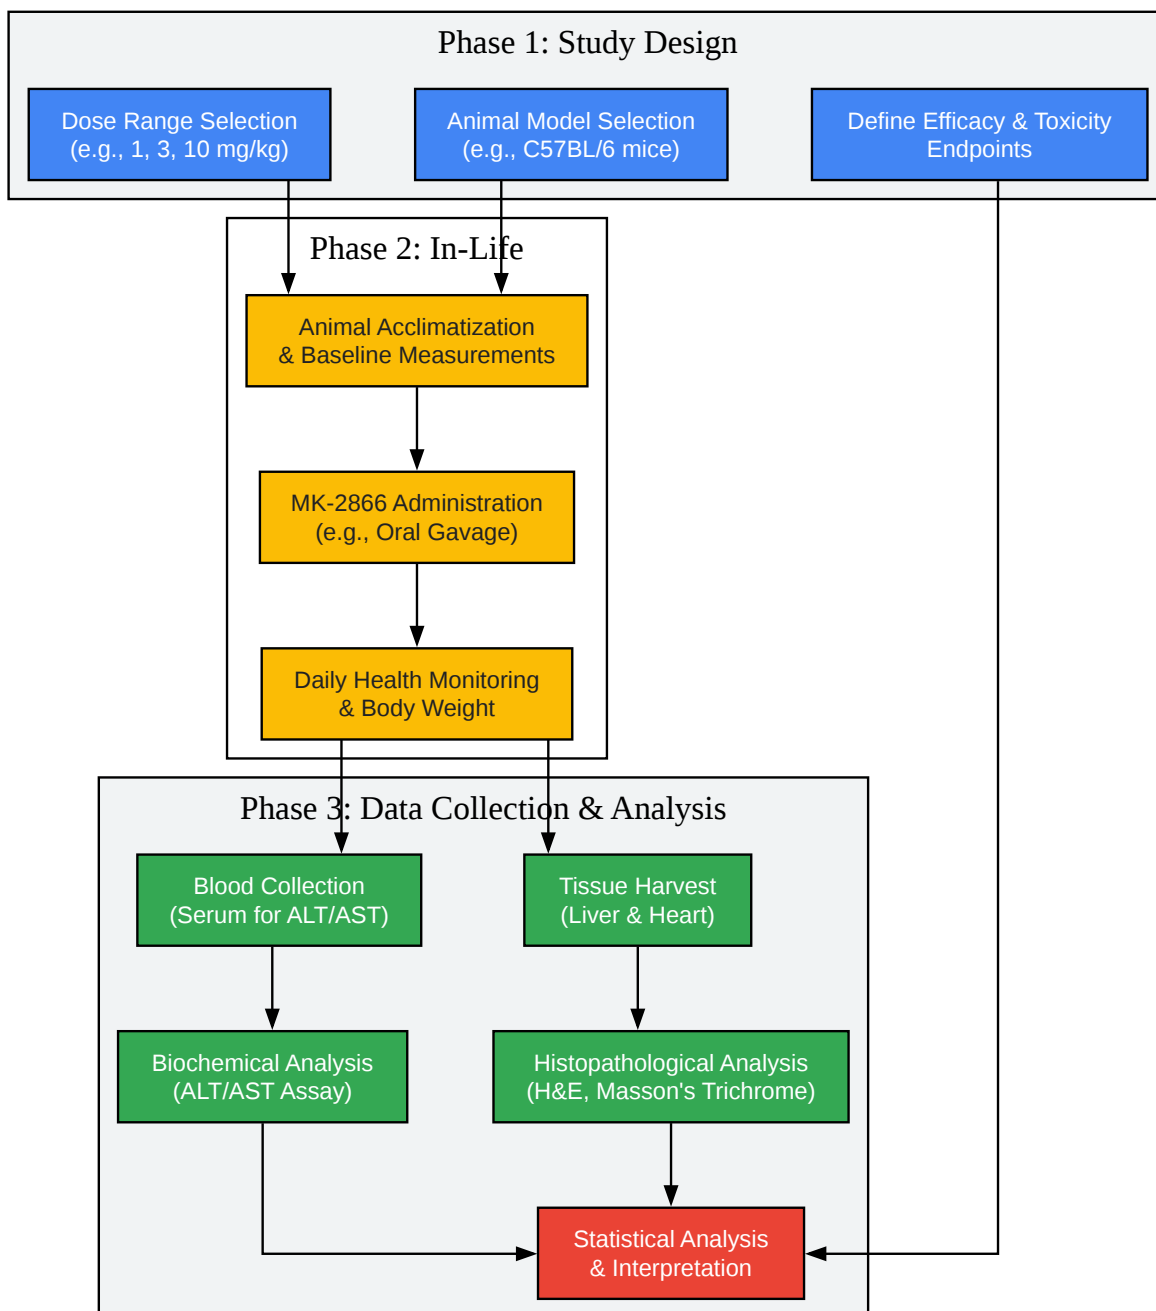 Phase 1: Study Design
Dose Range Selection
(e.g., 1, 3, 10 mg/kg)
Animal Model Selection
(e.g., C57BL/6 mice)
Define Efficacy & Toxicity
Endpoints
Phase 2: In-Life
Animal Acclimatization
& Baseline Measurements
MK-2866 Administration
(e.g., Oral Gavage)
Daily Health Monitoring
& Body Weight
Phase 3: Data Collection & Analysis
Blood Collection
(Serum for ALT/AST)
Tissue Harvest
(Liver & Heart)
Biochemical Analysis
(ALT/AST Assay)
Histopathological Analysis
(H&E, Masson's Trichrome)
Statistical Analysis
& Interpretation